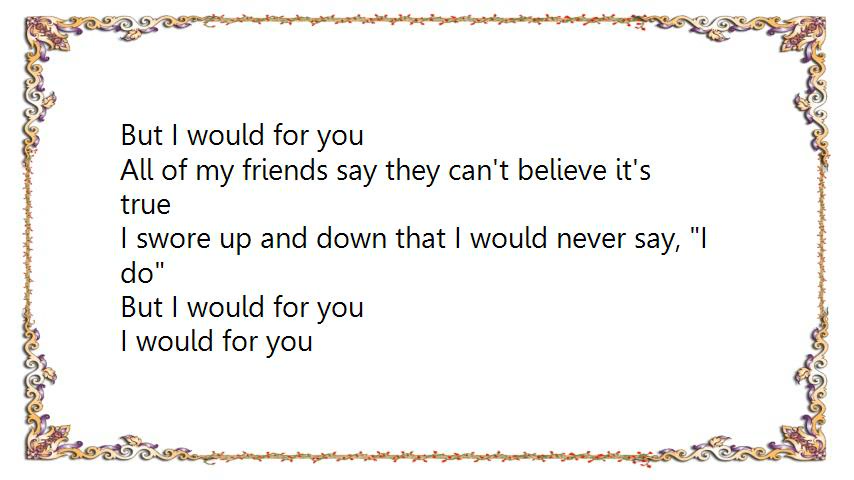 But I would for you
All of my friends say they can't believe it's
true
I swore up and down that I would never say, "I
do"
But I would for you
I would for you